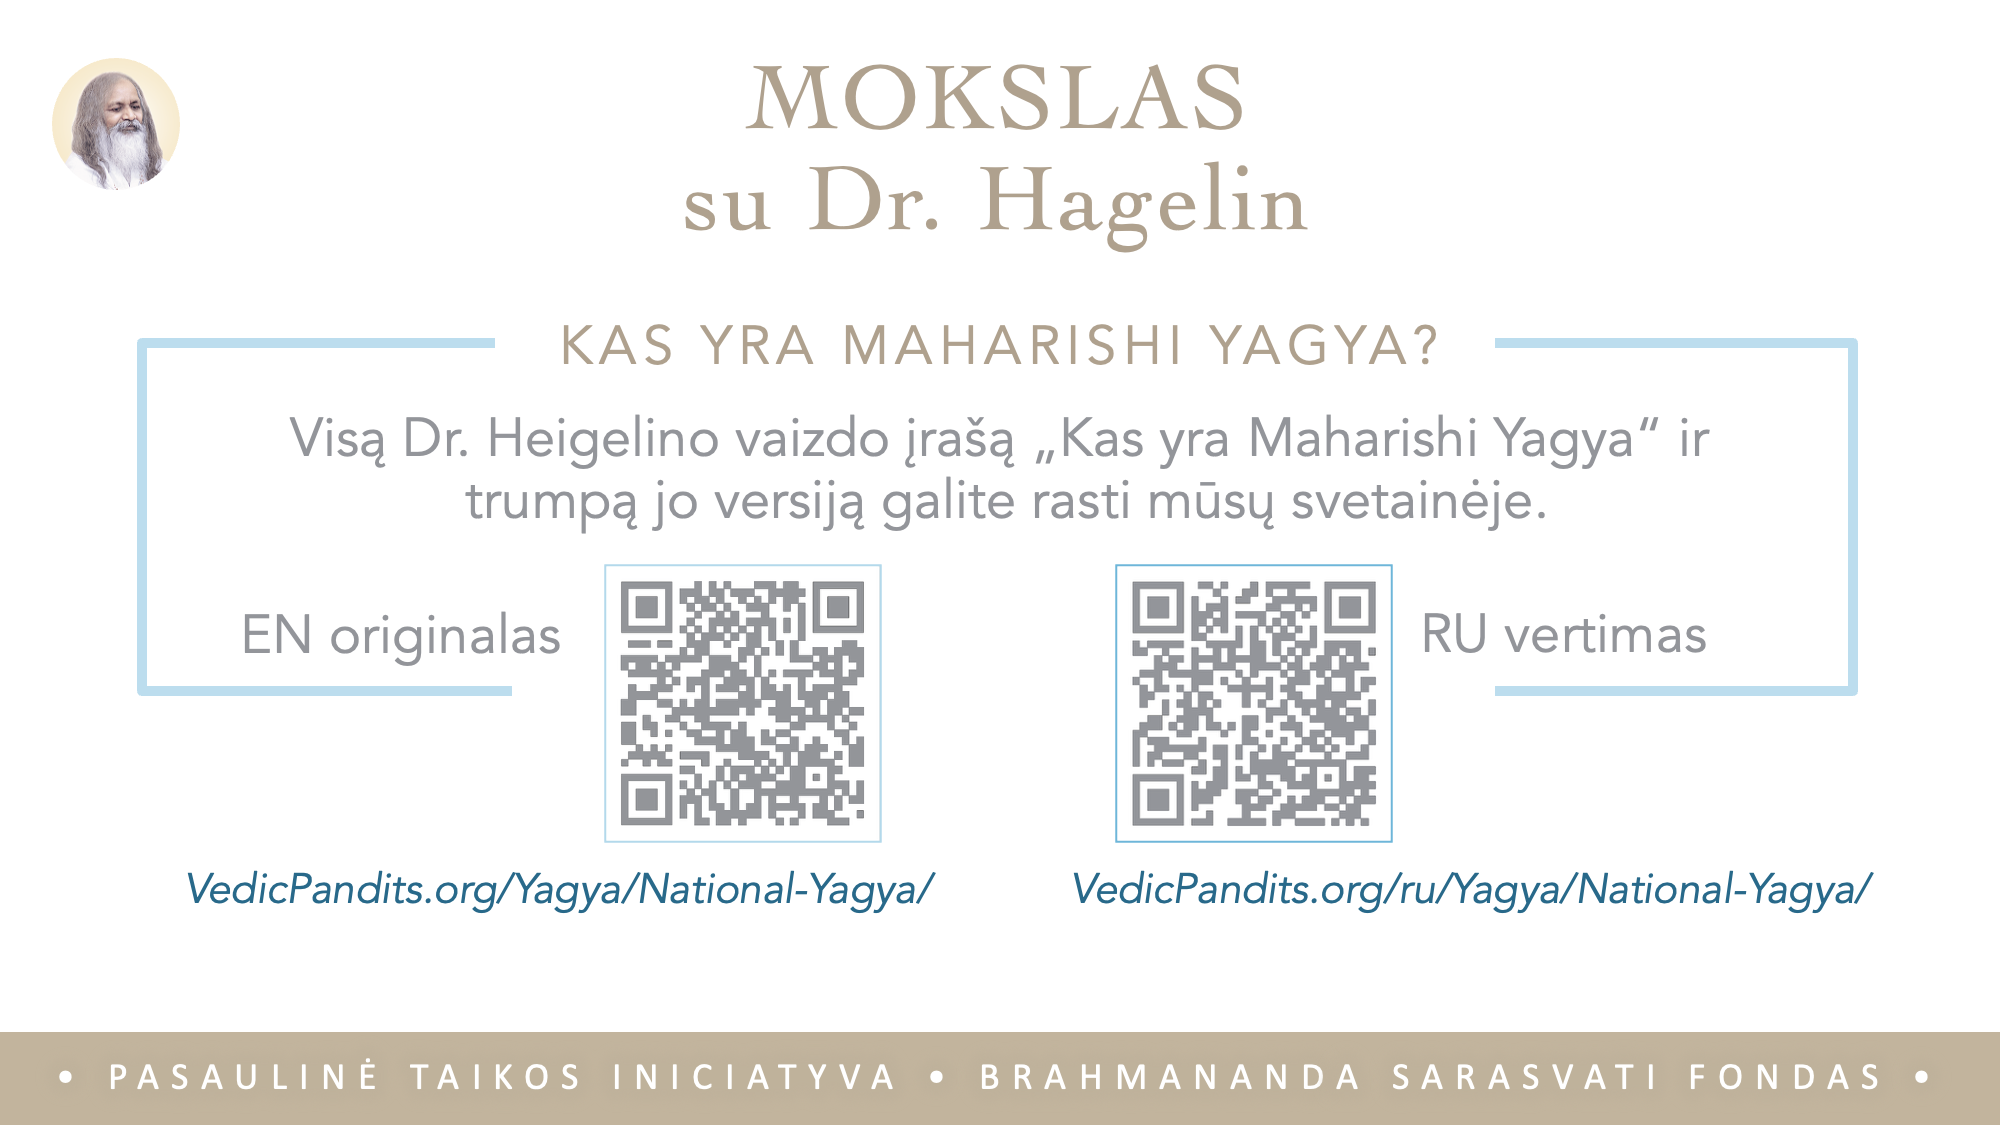 MOKSLAS
su Dr. Hagelin
KAS YRA MAHARISHI YAGYA?
Visą Dr. Heigelino vaizdo įrašą „Kas yra Maharishi Yagya“ ir
trumpą jo versiją galite rasti mūsų svetainėje.
EN originalas
RU vertimas
VedicPandits.org/Yagya/National-Yagya/
VedicPandits.org/ru/Yagya/National-Yagya/
• PASAULINĖ TAIKOS INICIATYVA • BRAHMANANDA SARASVATI FONDAS •